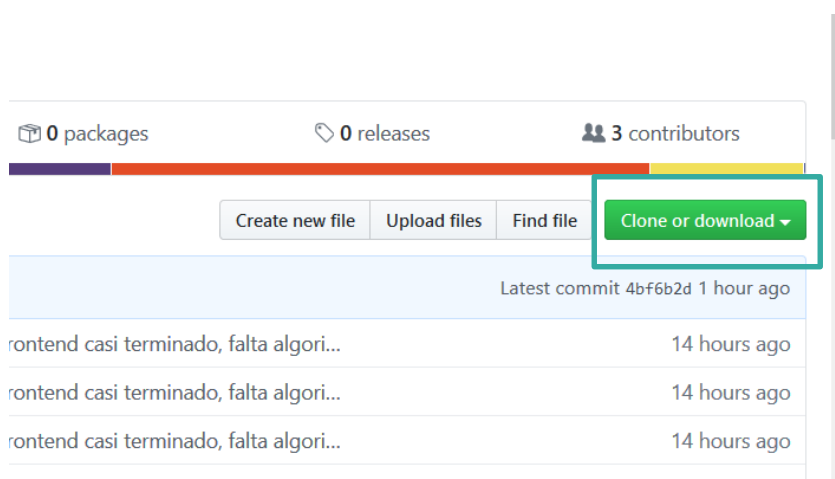 0 packages 0 releases 3 contributors
Create new file Upload files Find file Clone or download
Latest commit 4bf6b2d 1 hour ago
rontend casi terminado, falta algori... 14 hours ago
rontend casi terminado, falta algori... 14 hours ago
rontend casi terminado, falta algori... 14 hours ago